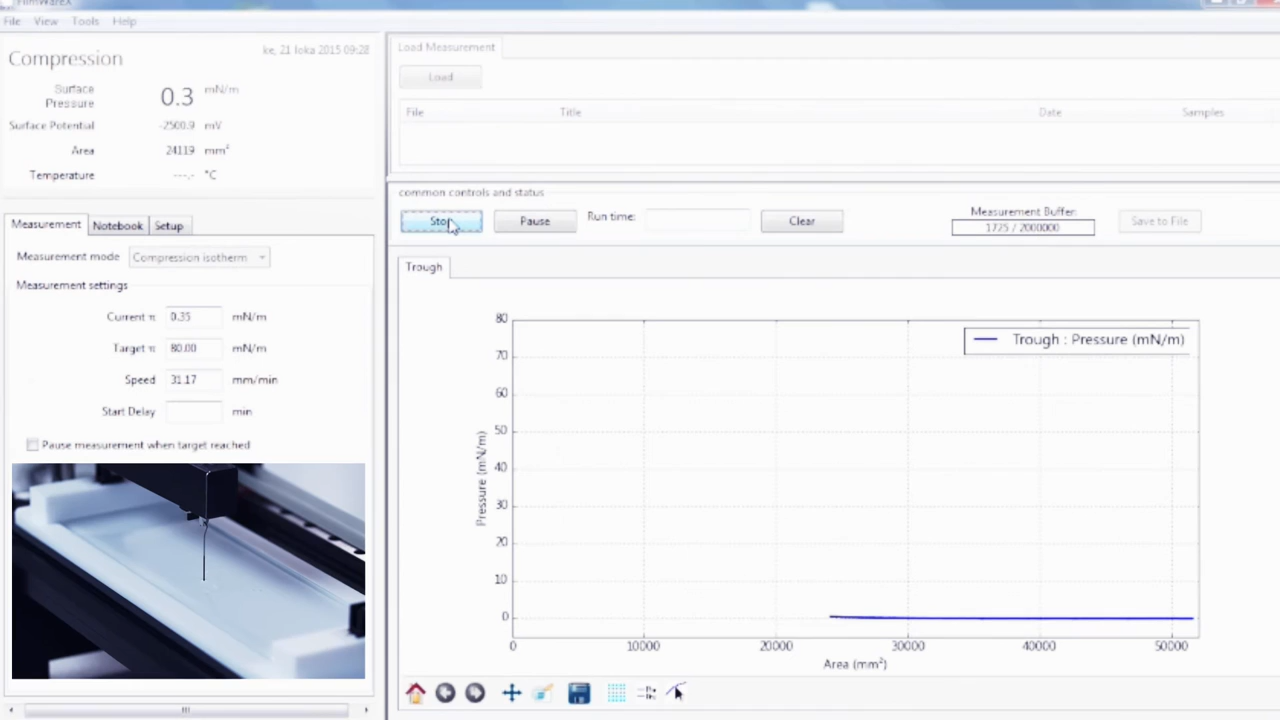 FilmWareX
File View Tools Help
Compression
ke, 21 loka 2015 09:28
Surface Pressure 0.3 mN/m
Surface Potential -2500.9 mV
Area 24119 mm²
Temperature ---.- °C
Measurement Notebook Setup
Measurement mode Compression isotherm
Measurement settings
Current π 0.35 mN/m
Target π 80.00 mN/m
Speed 31.17 mm/min
Start Delay min
Pause measurement when target reached
Load Measurement
Load
File Title Date Samples
common controls and status
Stop Pause Run time: Clear
Measurement Buffer:
1725 / 2000000
Save to File
Trough
Trough : Pressure (mN/m)
80
70
60
50
40
30
20
10
0
Pressure (mN/m)
0 10000 20000 30000 40000 50000
Area (mm²)